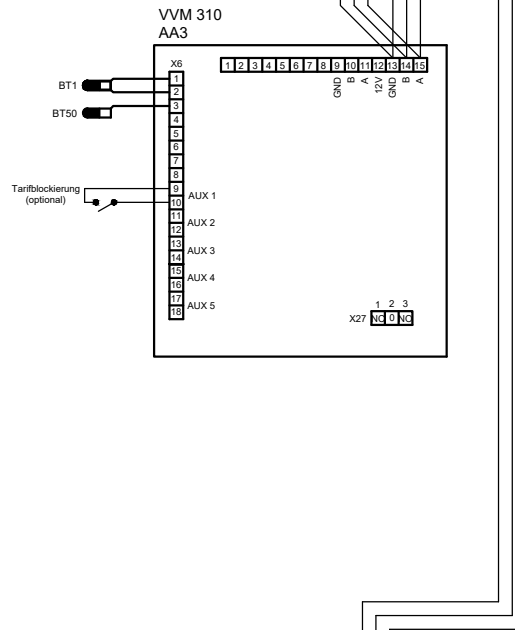 VVM 310
AA3
X6
1 2 3 4 5 6 7 8 9 10 11 12 13 14 15
GND B A 12V GND B A
BT1
BT50
1
2
3
4
5
6
7
8
9
10
11
12
13
14
15
16
17
18
Tarifblockierung
(optional)
AUX 1
AUX 2
AUX 3
AUX 4
AUX 5
1 2 3
X27 NC 0 NO